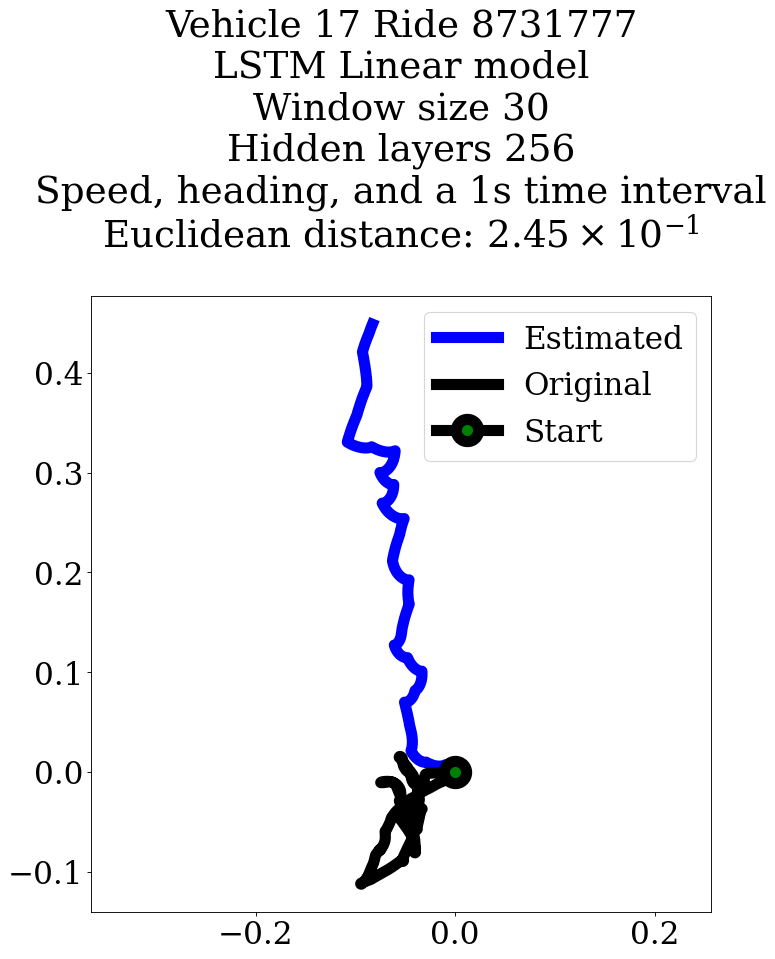 Vehicle 17 Ride 8731777
LSTM Linear model
Window size 30
Hidden layers 256
Speed, heading, and a 1s time interval
Euclidean distance: 2.45 × 10⁻¹
Estimated
Original
Start
0.4
0.3
0.2
0.1
0.0
−0.1
−0.2 0.0 0.2